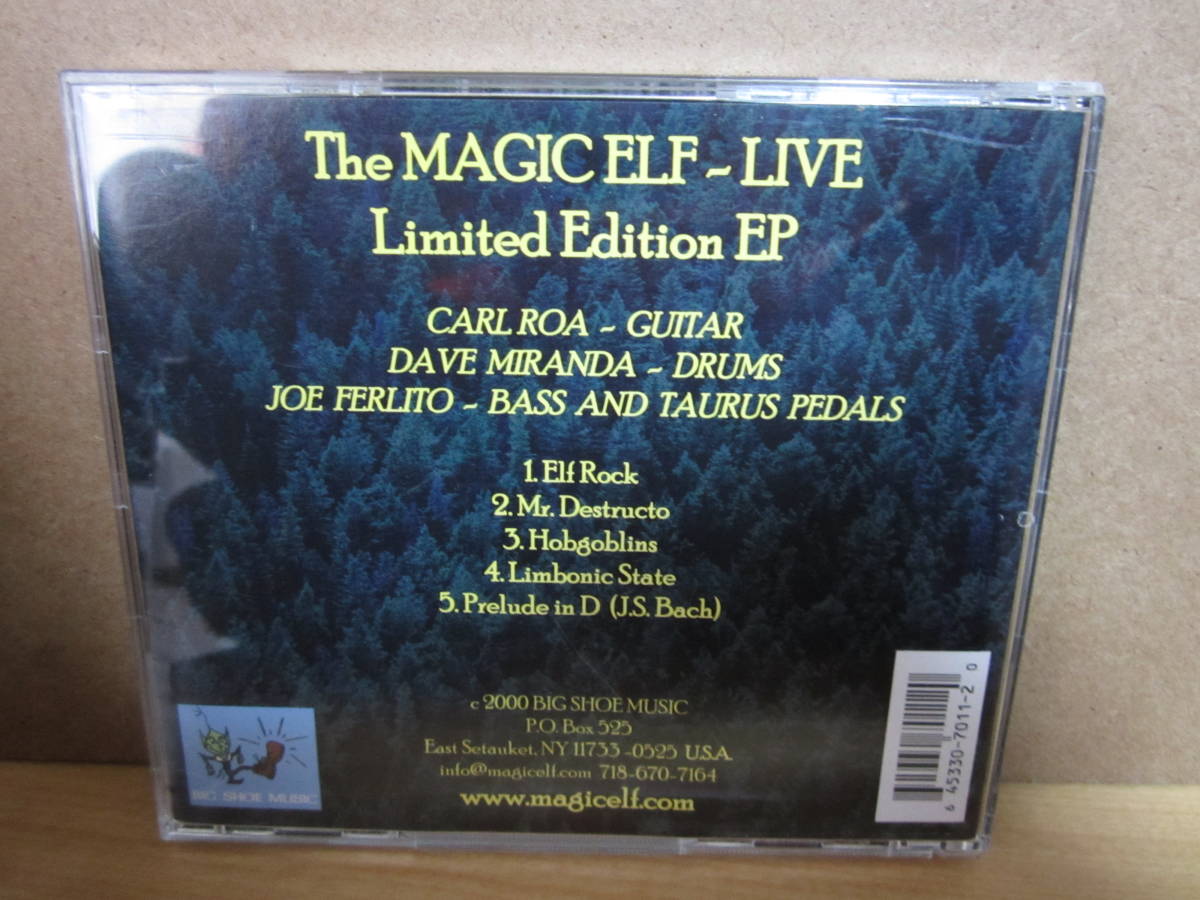 The MAGIC ELF ~ LIVE
Limited Edition EP
CARL ROA ~ GUITAR
DAVE MIRANDA ~ DRUMS
JOE FERLITO ~ BASS AND TAURUS PEDALS
1. Elf Rock
2. Mr. Destructo
3. Hobgoblins
4. Limbonic State
5. Prelude in D (J.S. Bach)
c 2000 BIG SHOE MUSIC
P.O. Box 525
East Setauket, NY 11733-0525 U.S.A.
info@magicelf.com 718-670-7164
www.magicelf.com
BIG SHOE MUSIC
6 45330-7011-2 0